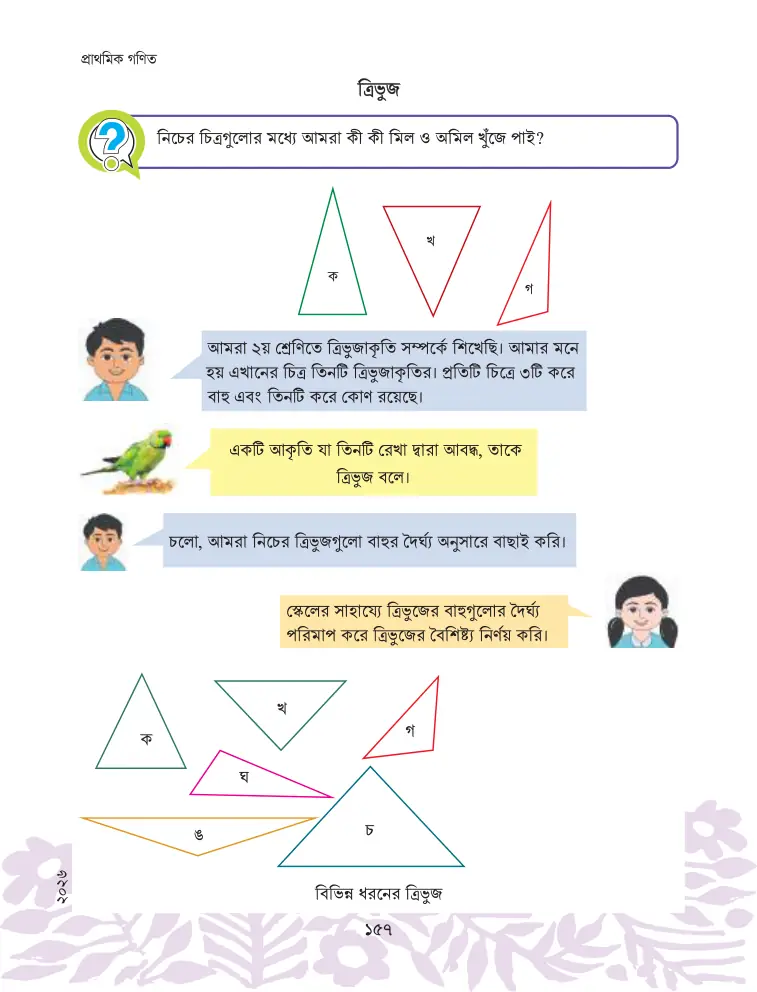 প্রাথমিক গণিত
ত্রিভুজ
নিচের চিত্রগুলোর মধ্যে আমরা কী কী মিল ও অমিল খুঁজে পাই?
ক
খ
গ
আমরা ২য় শ্রেণিতে ত্রিভুজাকৃতি সম্পর্কে শিখেছি। আমার মনে
হয় এখানের চিত্র তিনটি ত্রিভুজাকৃতির। প্রতিটি চিত্রে ৩টি করে
বাহু এবং তিনটি করে কোণ রয়েছে।
একটি আকৃতি যা তিনটি রেখা দ্বারা আবদ্ধ, তাকে
ত্রিভুজ বলে।
চলো, আমরা নিচের ত্রিভুজগুলো বাহুর দৈর্ঘ্য অনুসারে বাছাই করি।
স্কেলের সাহায্যে ত্রিভুজের বাহুগুলোর দৈর্ঘ্য
পরিমাপ করে ত্রিভুজের বৈশিষ্ট্য নির্ণয় করি।
ক
খ
গ
ঘ
ঙ
চ
বিভিন্ন ধরনের ত্রিভুজ
২০২৬
১৫৭